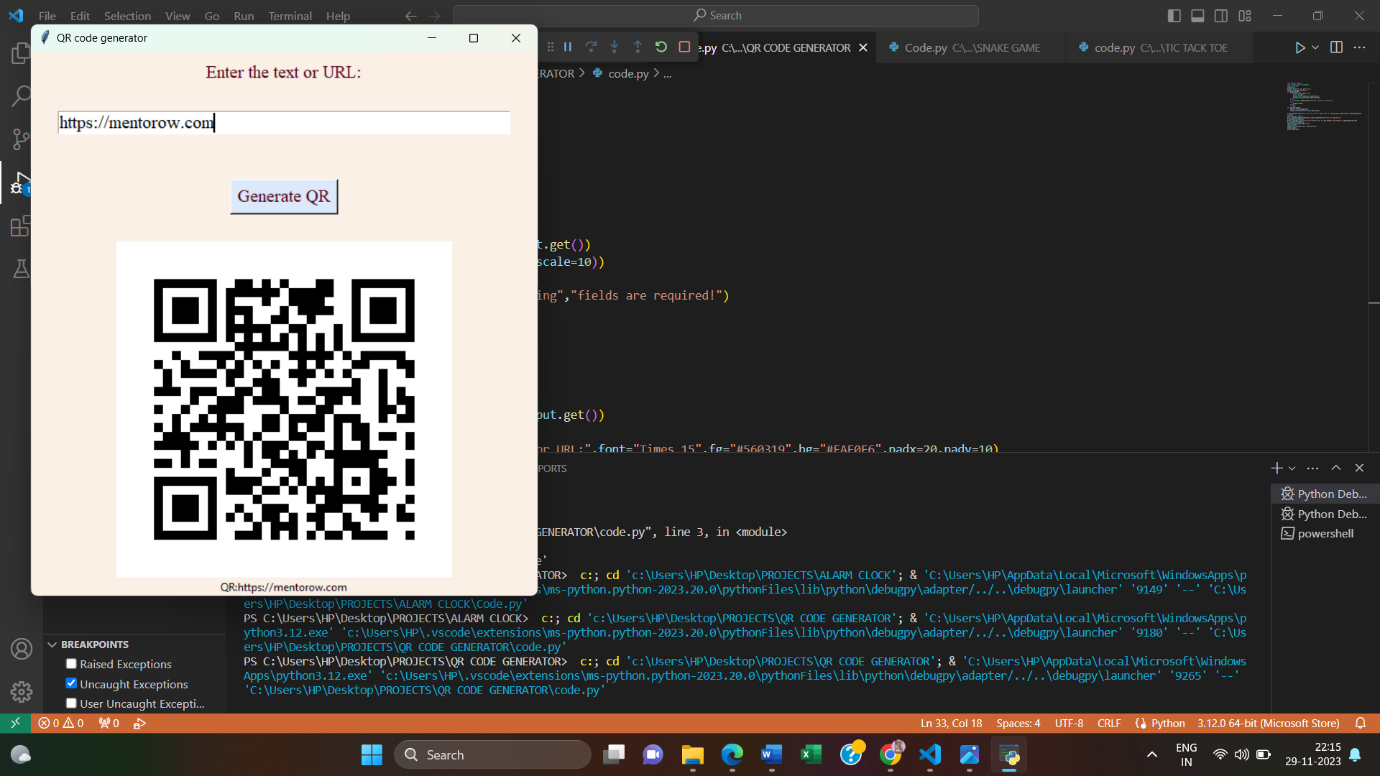 File Edit Selection View Go Run Terminal Help
Search
QR code generator
Enter the text or URL:
https://mentorow.com
Generate QR
QR:https://mentorow.com
e.py C:\...\QR CODE GENERATOR
Code.py C:\...\SNAKE GAME
code.py C:\...\TIC TACK TOE
ERATOR > code.py > ...
t.get())
scale=10))
ing","fields are required!")
put.get())
or URL:",font="Times 15",fg="#560319",bg="#FAF0E6",padx=20,pady=10)
PORTS
Python Deb...
Python Deb...
powershell
GENERATOR\code.py", line 3, in <module>
e'
ATOR> c:; cd 'c:\Users\HP\Desktop\PROJECTS\ALARM CLOCK'; & 'C:\Users\HP\AppData\Local\Microsoft\WindowsApps\p
s\ms-python.python-2023.20.0\pythonFiles\lib\python\debugpy\adapter/../..\debugpy\launcher' '9149' '--' 'C:\Us
ers\HP\Desktop\PROJECTS\ALARM CLOCK\Code.py'
PS C:\Users\HP\Desktop\PROJECTS\ALARM CLOCK> c:; cd 'c:\Users\HP\Desktop\PROJECTS\QR CODE GENERATOR'; & 'C:\Users\HP\AppData\Local\Microsoft\WindowsApps\p
ython3.12.exe' 'c:\Users\HP\.vscode\extensions\ms-python.python-2023.20.0\pythonFiles\lib\python\debugpy\adapter/../..\debugpy\launcher' '9180' '--' 'C:\Us
ers\HP\Desktop\PROJECTS\QR CODE GENERATOR\code.py'
PS C:\Users\HP\Desktop\PROJECTS\QR CODE GENERATOR> c:; cd 'c:\Users\HP\Desktop\PROJECTS\QR CODE GENERATOR'; & 'C:\Users\HP\AppData\Local\Microsoft\Windows
Apps\python3.12.exe' 'c:\Users\HP\.vscode\extensions\ms-python.python-2023.20.0\pythonFiles\lib\python\debugpy\adapter/../..\debugpy\launcher' '9265' '--'
'C:\Users\HP\Desktop\PROJECTS\QR CODE GENERATOR\code.py'
BREAKPOINTS
Raised Exceptions
Uncaught Exceptions
User Uncaught Excepti...
0 0 0
Ln 33, Col 18 Spaces: 4 UTF-8 CRLF Python 3.12.0 64-bit (Microsoft Store)
Search
ENG
IN
22:15
29-11-2023